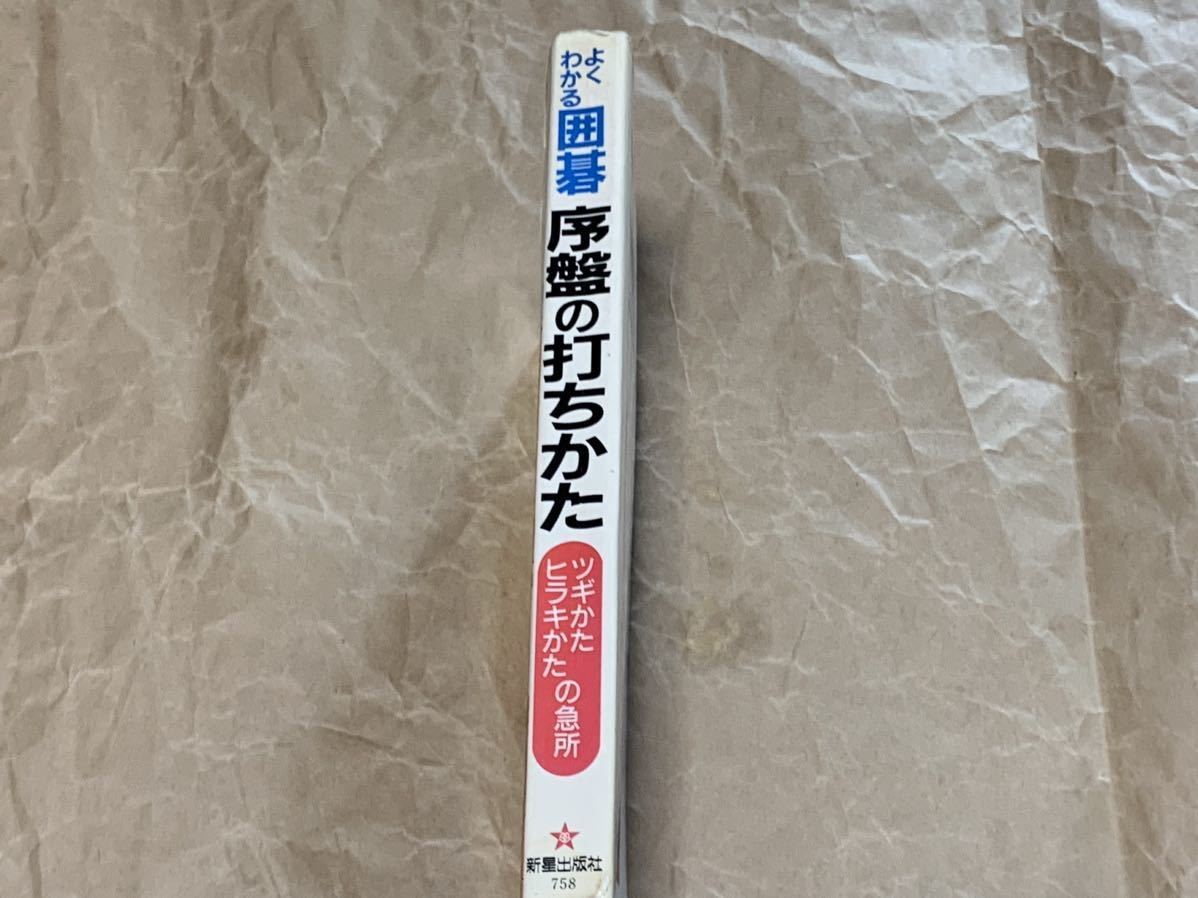 よく
わかる
囲碁
序盤の打ちかた
ツギかた
ヒラキかた
の急所
新星出版社
758